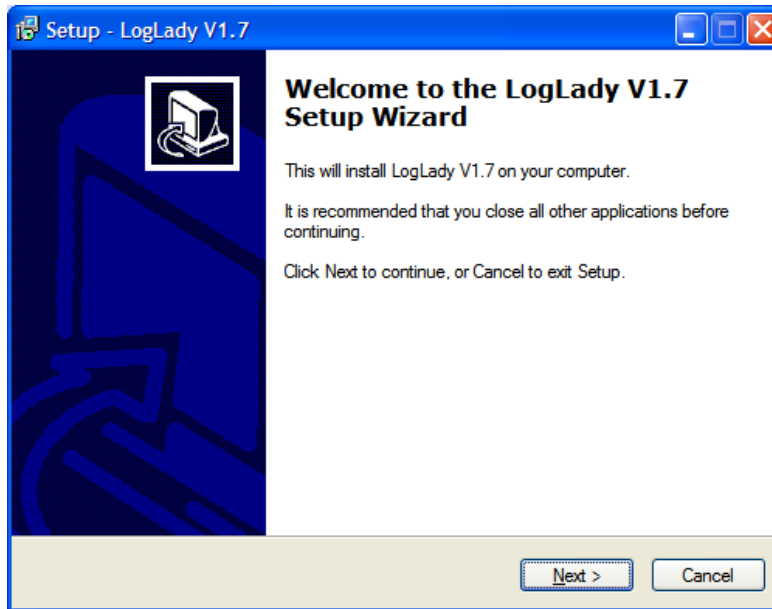 Setup - LogLady V1.7
Welcome to the LogLady V1.7
Setup Wizard
This will install LogLady V1.7 on your computer.
It is recommended that you close all other applications before
continuing.
Click Next to continue, or Cancel to exit Setup.
Next >
Cancel